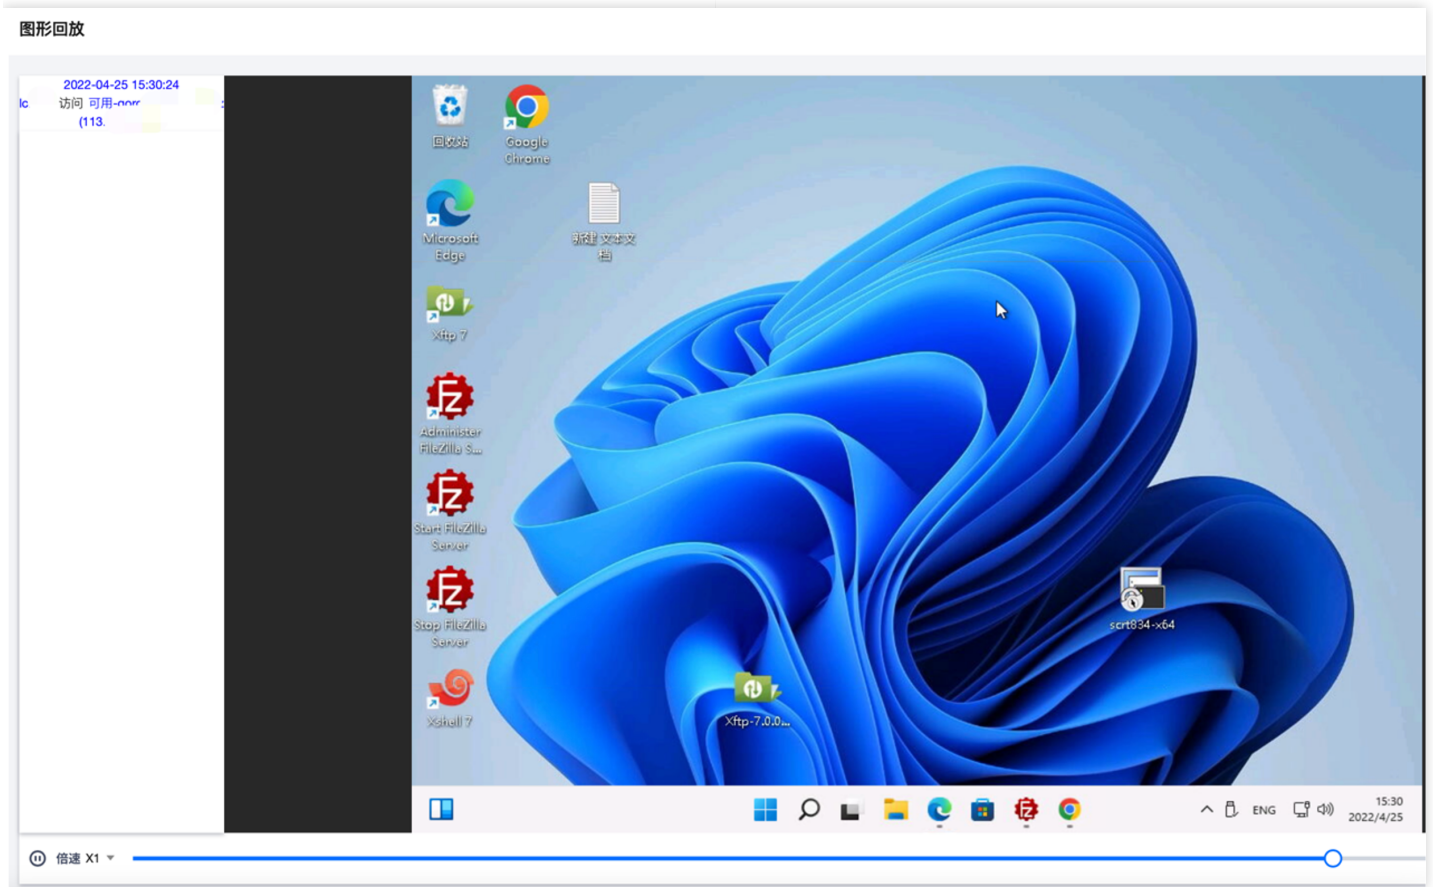 图形回放
2022-04-25 15:30:24
访问 可用-
(113.
回收站
Google
Chrome
Microsoft
Edge
新建 文本文
档
Xftp 7
Administer
FileZilla S...
Start FileZilla
Server
Stop FileZilla
Server
Xshell 7
scrt834-x64
Xftp-7.0.0...
ENG
15:30
2022/4/25
倍速 X1